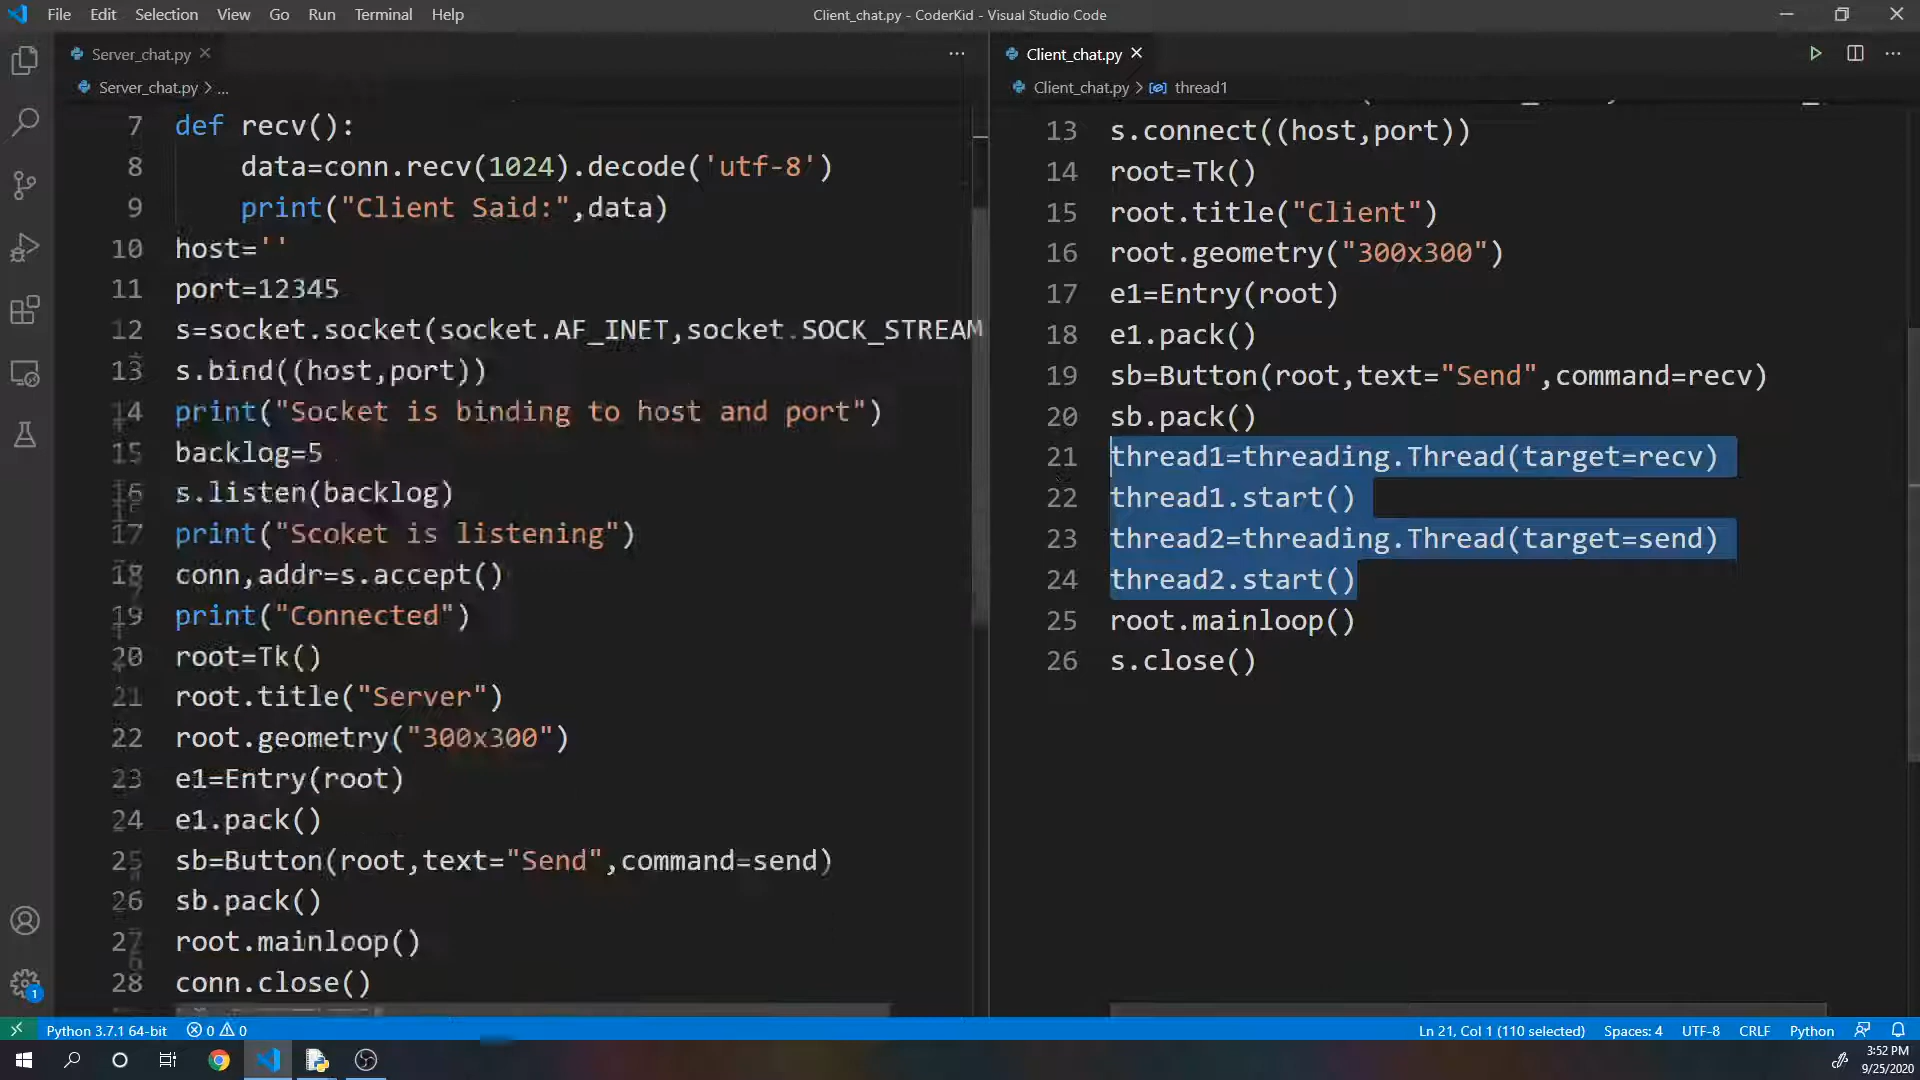 File Edit Selection View Go Run Terminal Help
Client_chat.py - CoderKid - Visual Studio Code
Server_chat.py
Server_chat.py > ...
7 def recv():
8 data=conn.recv(1024).decode('utf-8')
9 print("Client Said:",data)
10 host=''
11 port=12345
12 s=socket.socket(socket.AF_INET,socket.SOCK_STREAM
13 s.bind((host,port))
14 print("Socket is binding to host and port")
15 backlog=5
16 s.listen(backlog)
17 print("Scoket is listening")
18 conn,addr=s.accept()
19 print("Connected")
20 root=Tk()
21 root.title("Server")
22 root.geometry("300x300")
23 e1=Entry(root)
24 e1.pack()
25 sb=Button(root,text="Send",command=send)
26 sb.pack()
27 root.mainloop()
28 conn.close()
Client_chat.py
Client_chat.py > thread1
13 s.connect((host,port))
14 root=Tk()
15 root.title("Client")
16 root.geometry("300x300")
17 e1=Entry(root)
18 e1.pack()
19 sb=Button(root,text="Send",command=recv)
20 sb.pack()
21 thread1=threading.Thread(target=recv)
22 thread1.start()
23 thread2=threading.Thread(target=send)
24 thread2.start()
25 root.mainloop()
26 s.close()
1
Python 3.7.1 64-bit 0 0 Ln 21, Col 1 (110 selected) Spaces: 4 UTF-8 CRLF Python
3:52 PM
9/25/2020